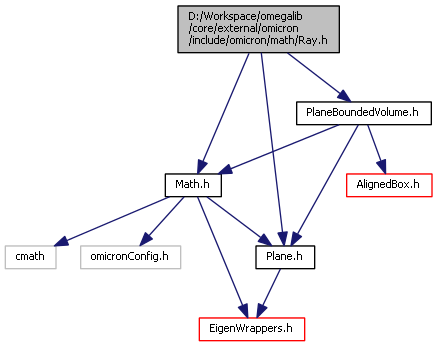 D:/Workspace/omegalib
/core/external/omicron
/include/omicron/math/Ray.h
PlaneBoundedVolume.h
Math.h
AlignedBox.h
cmath
omicronConfig.h
Plane.h
EigenWrappers.h